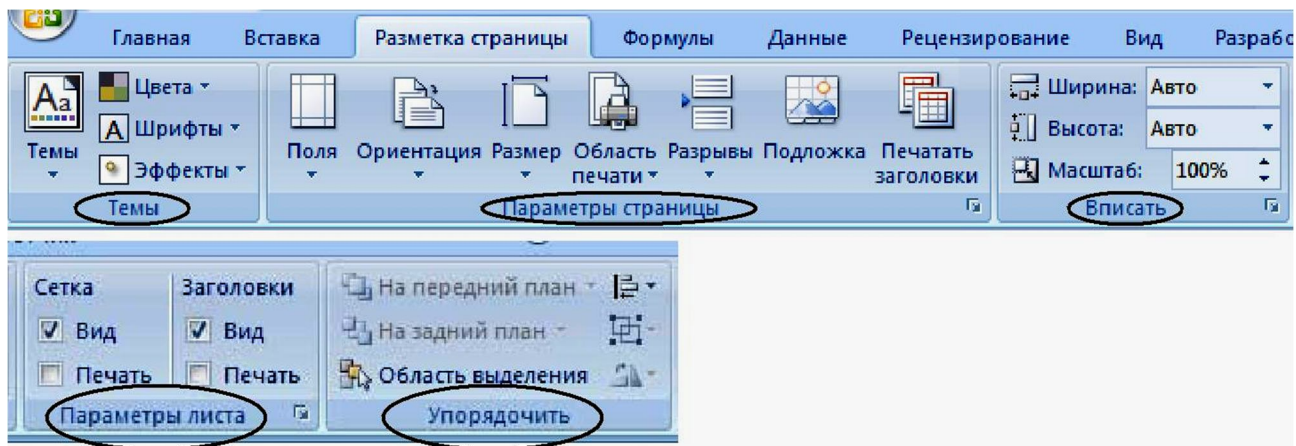 Главная Вставка Разметка страницы Формулы Данные Рецензирование Вид Разрабо
Aa Цвета
A Шрифты
Эффекты
Темы
Темы
Поля Ориентация Размер Область печати Разрывы Подложка Печатать заголовки
Параметры страницы
Ширина: Авто
Высота: Авто
Масштаб: 100%
Вписать
Сетка Заголовки
Вид Вид
Печать Печать
Параметры листа
На передний план
На задний план
Область выделения
Упорядочить